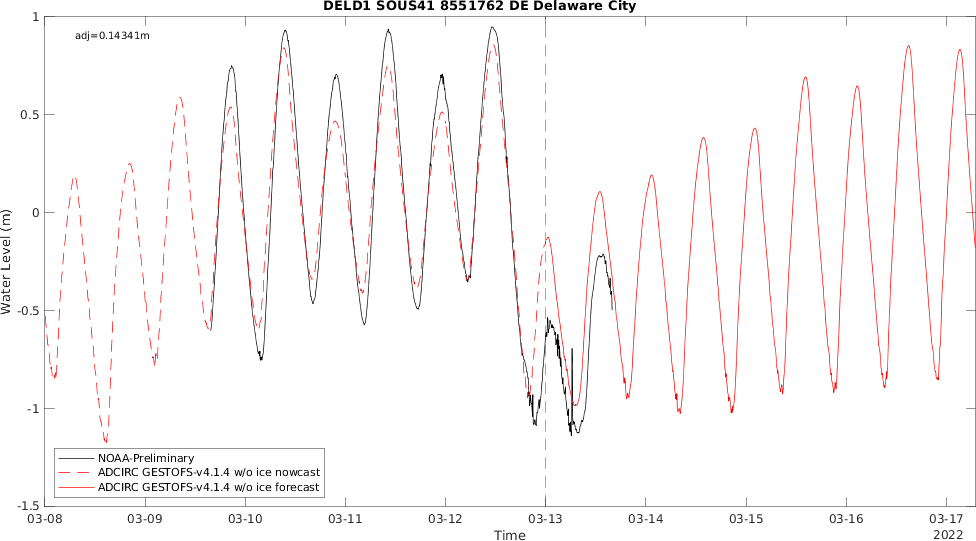 DELD1 SOUS41 8551762 DE Delaware City
adj=0.14341m
1
0.5
0
-0.5
-1
-1.5
Water Level (m)
NOAA-Preliminary
ADCIRC GESTOFS-v4.1.4 w/o ice nowcast
ADCIRC GESTOFS-v4.1.4 w/o ice forecast
03-08 03-09 03-10 03-11 03-12 03-13 03-14 03-15 03-16 03-17
Time
2022